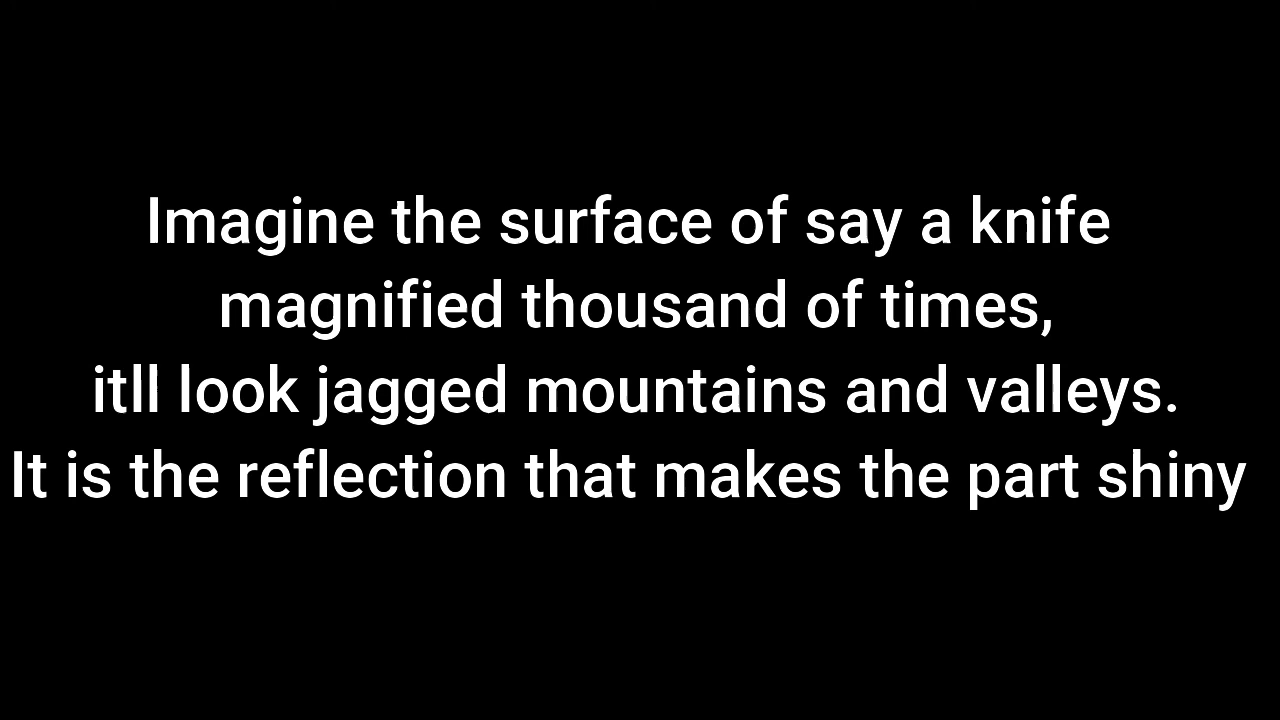 Imagine the surface of say a knife
magnified thousand of times,
itll look jagged mountains and valleys.
It is the reflection that makes the part shiny